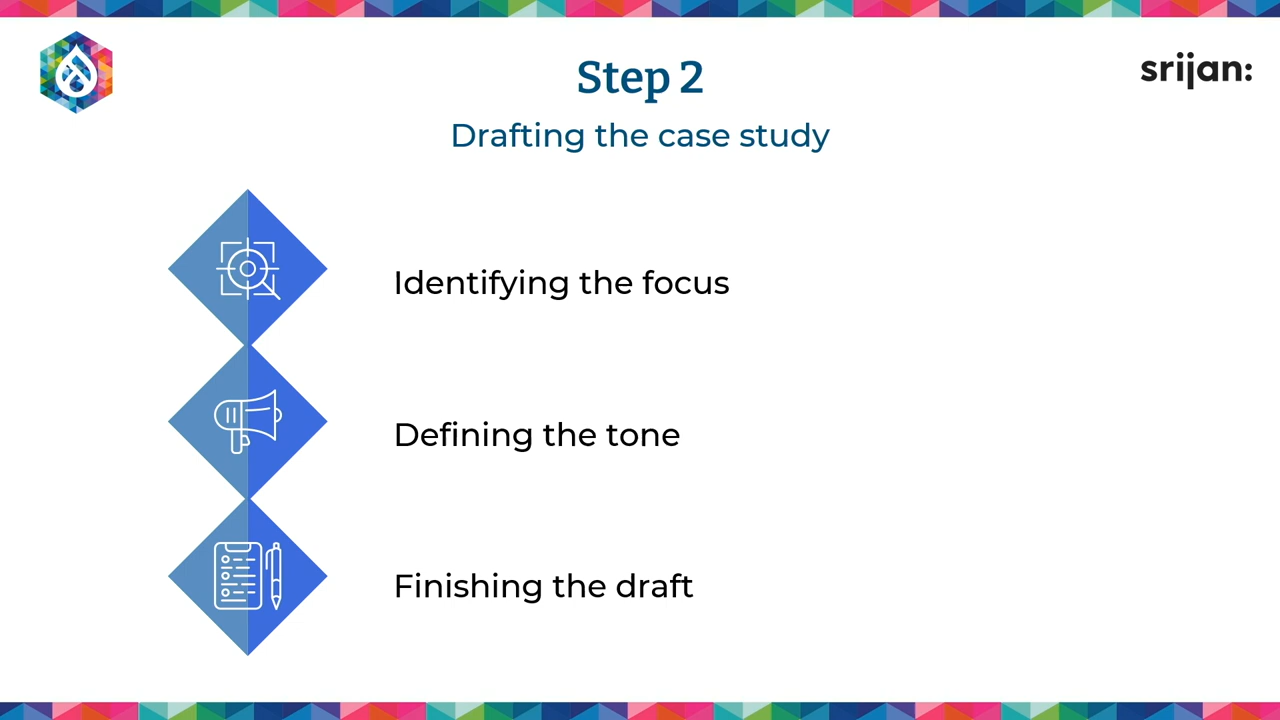 Step 2
srijan:
Drafting the case study
Identifying the focus
Defining the tone
Finishing the draft